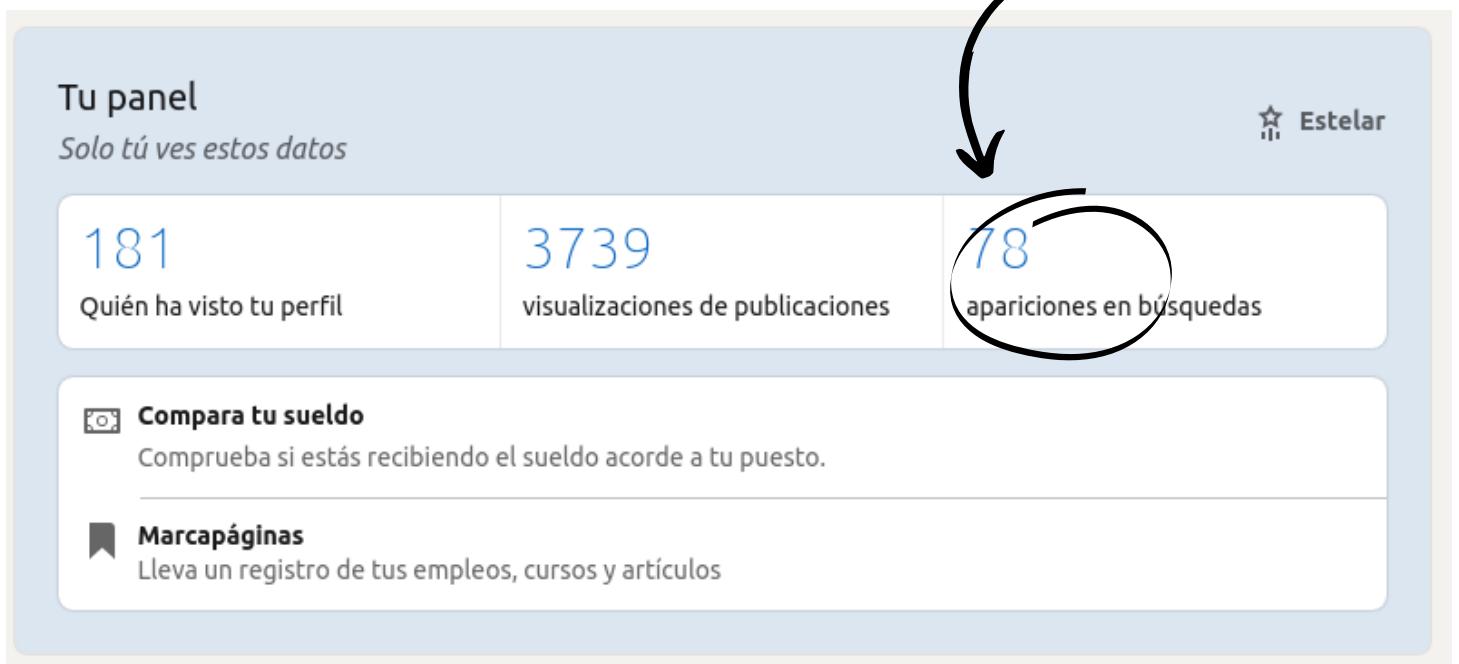 Tu panel
Solo tú ves estos datos
Estelar
181
Quién ha visto tu perfil
3739
visualizaciones de publicaciones
78
apariciones en búsquedas
Compara tu sueldo
Comprueba si estás recibiendo el sueldo acorde a tu puesto.
Marcapáginas
Lleva un registro de tus empleos, cursos y artículos